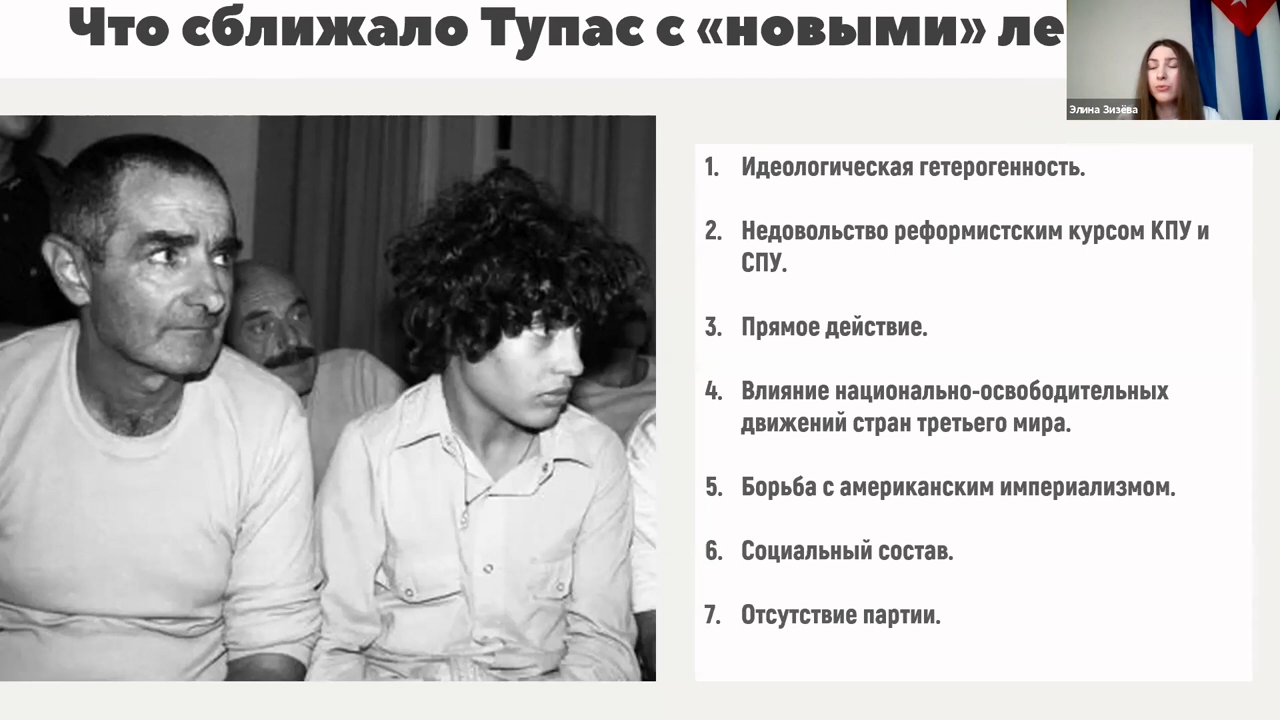 Что сближало Тупас с «новыми» ле
Элина Зизёва
1. Идеологическая гетерогенность.
2. Недовольство реформистским курсом КПУ и
СПУ.
3. Прямое действие.
4. Влияние национально-освободительных
движений стран третьего мира.
5. Борьба с американским империализмом.
6. Социальный состав.
7. Отсутствие партии.